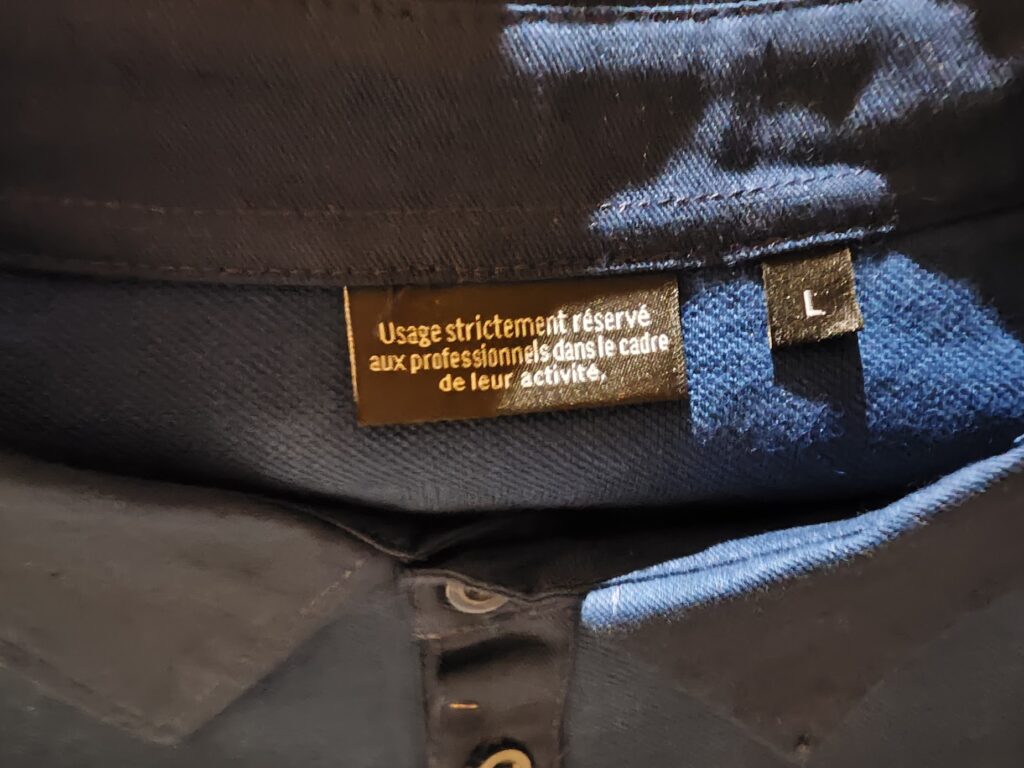 Usage strictement réservé
aux professionnels dans le cadre
de leur activité.
L